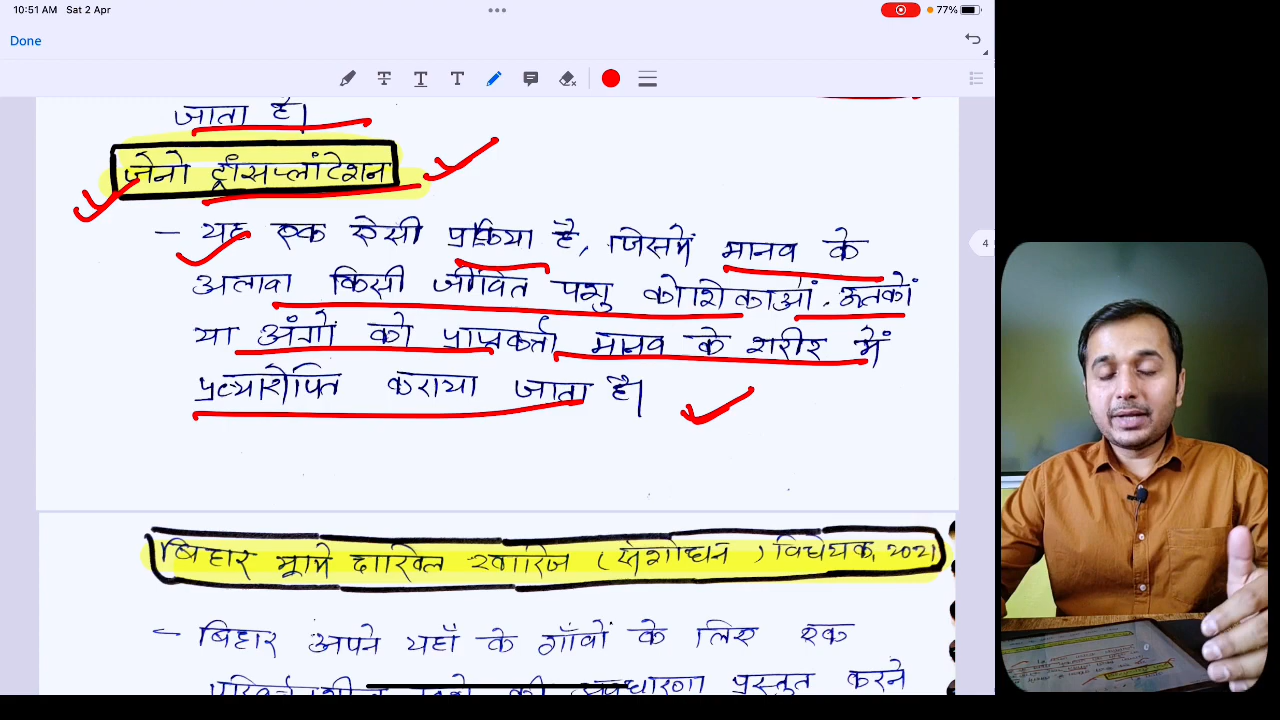 10:51 AM Sat 2 Apr
77%
Done
जाता है।
जेनो ट्रांसप्लांटेशन
- यह एक ऐसी प्रक्रिया है, जिसमें मानव के
अलावा किसी जीवित पशु कोशिकाओं, ऊतकों
या अंगों को प्राप्तकर्ता मानव के शरीर में
प्रत्यारोपित कराया जाता है।
4
बिहार भूमि दाखिल खारिज (संशोधन) विधेयक, 2021
- बिहार अपने यहाँ के गाँवों के लिए एक
अवधारणा प्रस्तुत करने